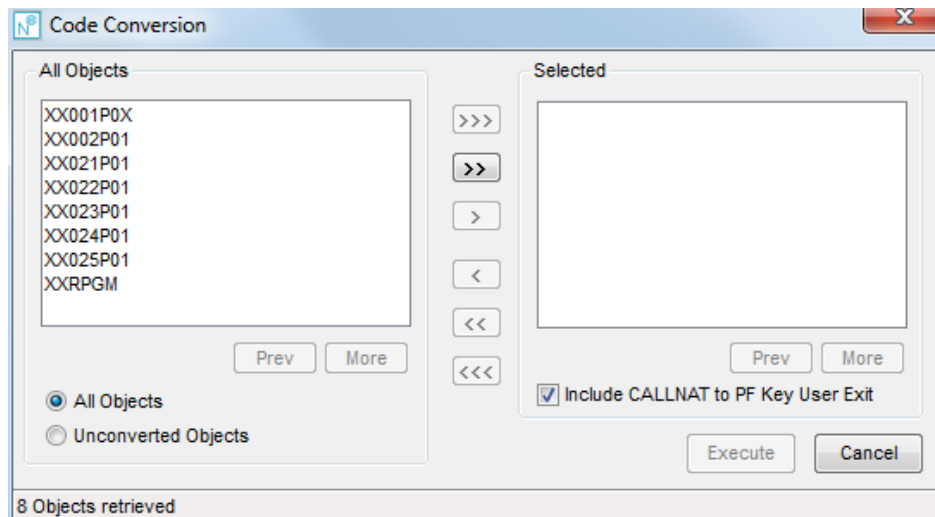 N Code Conversion X
All Objects
XX001P0X
XX002P01
XX021P01
XX022P01
XX023P01
XX024P01
XX025P01
XXRPGM
Prev More
All Objects
Unconverted Objects
>>>
>>
>
<
<<
<<<
Selected
Prev More
Include CALLNAT to PF Key User Exit
Execute Cancel
8 Objects retrieved